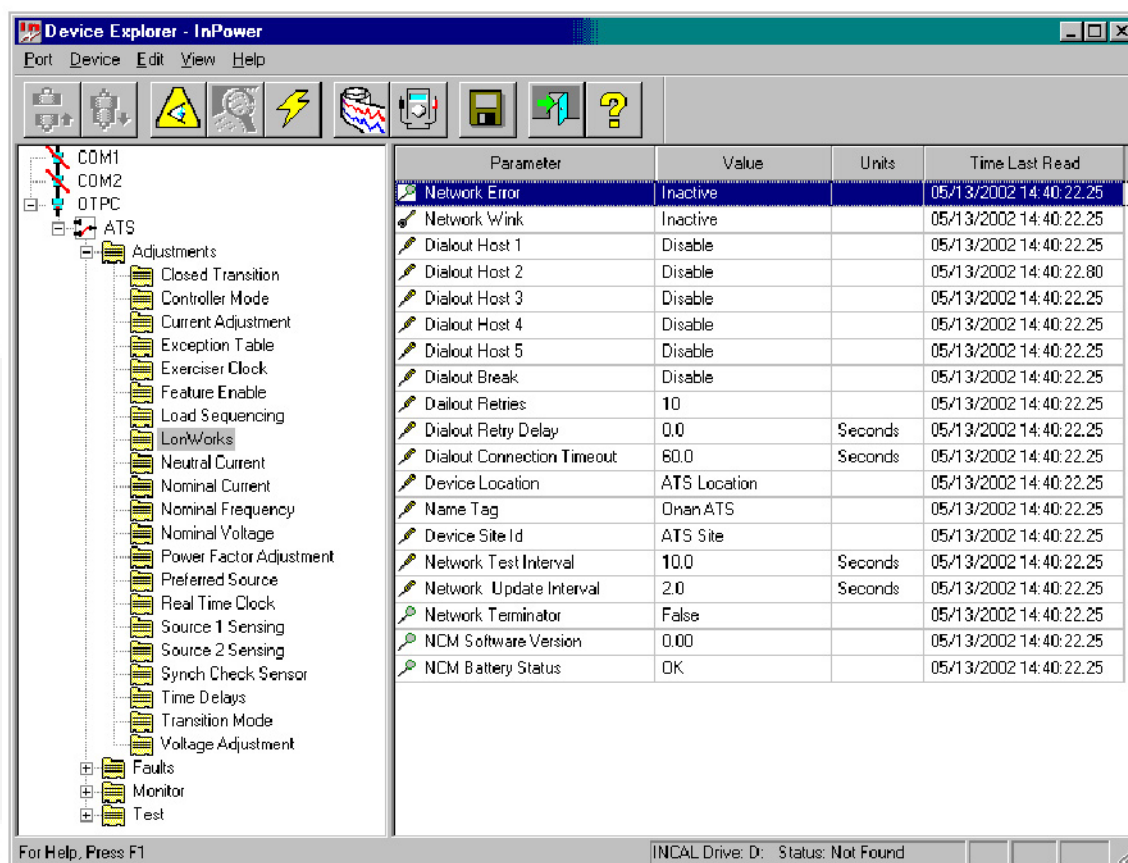 Device Explorer - InPower
Port Device Edit View Help
COM1
COM2
OTPC
ATS
Adjustments
Closed Transition
Controller Mode
Current Adjustment
Exception Table
Exerciser Clock
Feature Enable
Load Sequencing
LonWorks
Neutral Current
Nominal Current
Nominal Frequency
Nominal Voltage
Power Factor Adjustment
Preferred Source
Real Time Clock
Source 1 Sensing
Source 2 Sensing
Synch Check Sensor
Time Delays
Transition Mode
Voltage Adjustment
Faults
Monitor
Test
Parameter Value Units Time Last Read
Network Error Inactive 05/13/2002 14:40:22.25
Network Wink Inactive 05/13/2002 14:40:22.25
Dialout Host 1 Disable 05/13/2002 14:40:22.25
Dialout Host 2 Disable 05/13/2002 14:40:22.80
Dialout Host 3 Disable 05/13/2002 14:40:22.25
Dialout Host 4 Disable 05/13/2002 14:40:22.25
Dialout Host 5 Disable 05/13/2002 14:40:22.25
Dialout Break Disable 05/13/2002 14:40:22.25
Dailout Retries 10 05/13/2002 14:40:22.25
Dialout Retry Delay 0.0 Seconds 05/13/2002 14:40:22.25
Dialout Connection Timeout 60.0 Seconds 05/13/2002 14:40:22.25
Device Location ATS Location 05/13/2002 14:40:22.25
Name Tag Onan ATS 05/13/2002 14:40:22.25
Device Site Id ATS Site 05/13/2002 14:40:22.25
Network Test Interval 10.0 Seconds 05/13/2002 14:40:22.25
Network Update Interval 2.0 Seconds 05/13/2002 14:40:22.25
Network Terminator False 05/13/2002 14:40:22.25
NCM Software Version 0.00 05/13/2002 14:40:22.25
NCM Battery Status OK 05/13/2002 14:40:22.25
For Help, Press F1
INCAL Drive: D: Status: Not Found